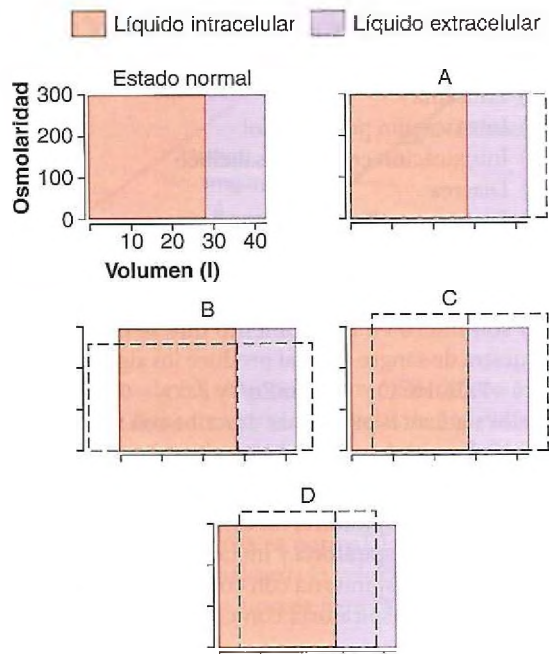 Líquido intracelular Líquido extracelular
Estado normal
300
200
100
0
Osmolaridad
10 20 30 40
Volumen (l)
A
B
C
D